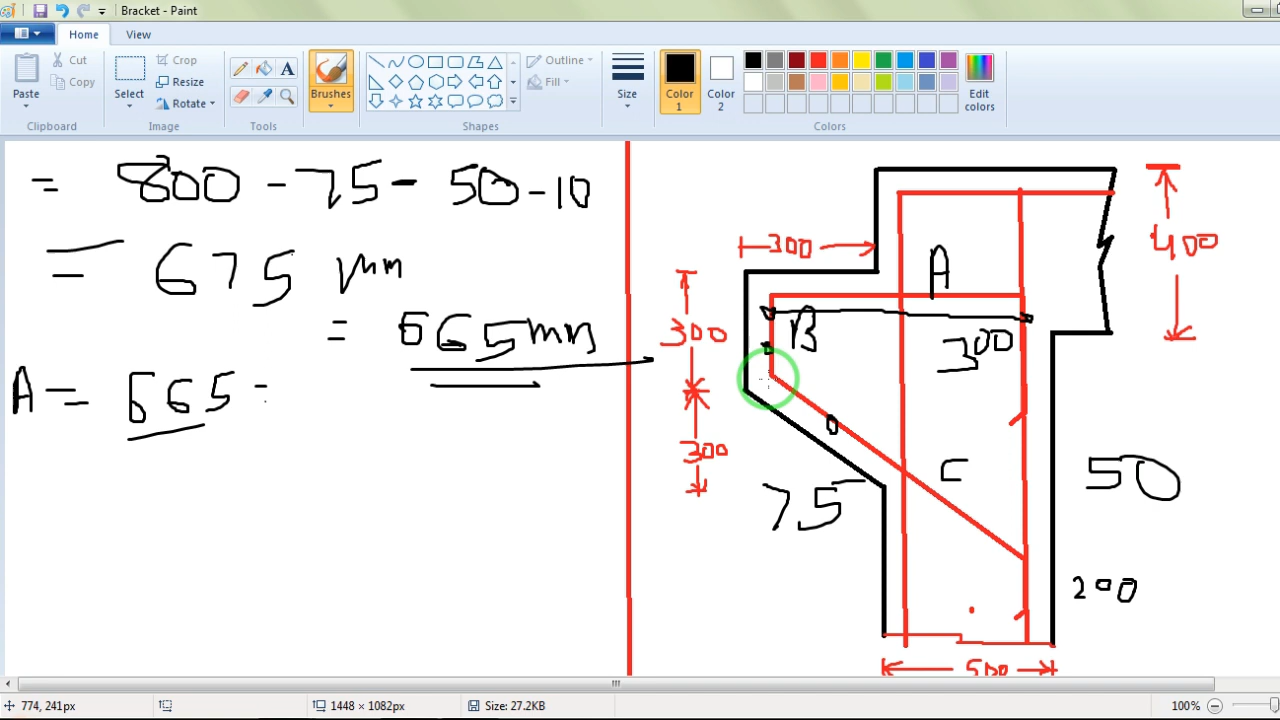 Bracket - Paint
Home View
Paste
Cut
Copy
Clipboard
Select
Crop
Resize
Rotate
Image
A
Tools
Brushes
Outline
Fill
Shapes
Size
Color 1
Color 2
Edit colors
Colors
= 800 - 75 - 50 - 10
= 675 mm
= 665mm
A = 665 -
300
400
A
300
B
300
300
C
75
50
200
500
774, 241px
1448 × 1082px
Size: 27.2KB
100%